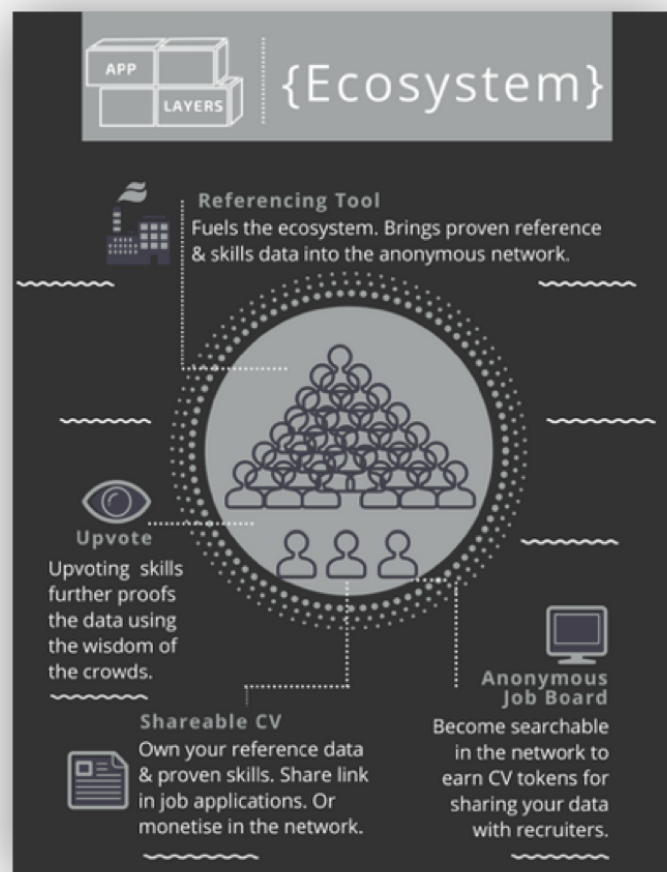 APP
LAYERS
{Ecosystem}
Referencing Tool
Fuels the ecosystem. Brings proven reference
& skills data into the anonymous network.
Upvote
Upvoting skills
further proofs
the data using
the wisdom of
the crowds.
Anonymous
Job Board
Become searchable
in the network to
earn CV tokens for
sharing your data
with recruiters.
Shareable CV
Own your reference data
& proven skills. Share link
in job applications. Or
monetise in the network.